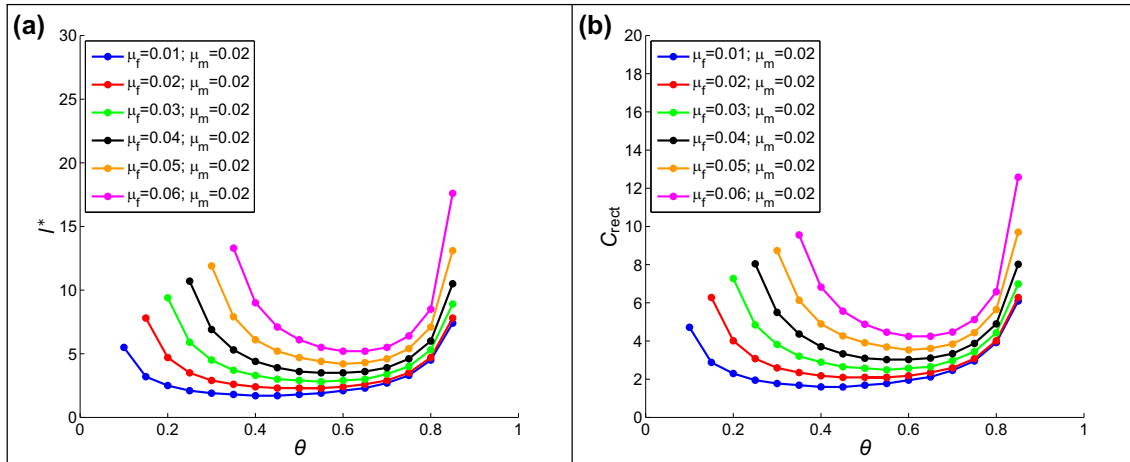 (a)
30
25
20
15
10
5
0
I*
μf=0.01; μm=0.02
μf=0.02; μm=0.02
μf=0.03; μm=0.02
μf=0.04; μm=0.02
μf=0.05; μm=0.02
μf=0.06; μm=0.02
0 0.2 0.4 0.6 0.8 1
θ
(b)
20
18
16
14
12
10
8
6
4
2
0
Crect
μf=0.01; μm=0.02
μf=0.02; μm=0.02
μf=0.03; μm=0.02
μf=0.04; μm=0.02
μf=0.05; μm=0.02
μf=0.06; μm=0.02
0 0.2 0.4 0.6 0.8 1
θ